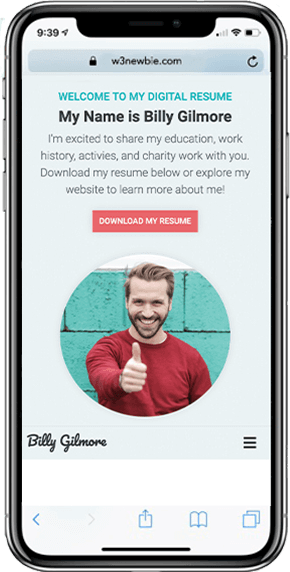 9:39
w3newbie.com
WELCOME TO MY DIGITAL RESUME
My Name is Billy Gilmore
I'm excited to share my education, work
history, activies, and charity work with you.
Download my resume below or explore my
website to learn more about me!
DOWNLOAD MY RESUME
Billy Gilmore